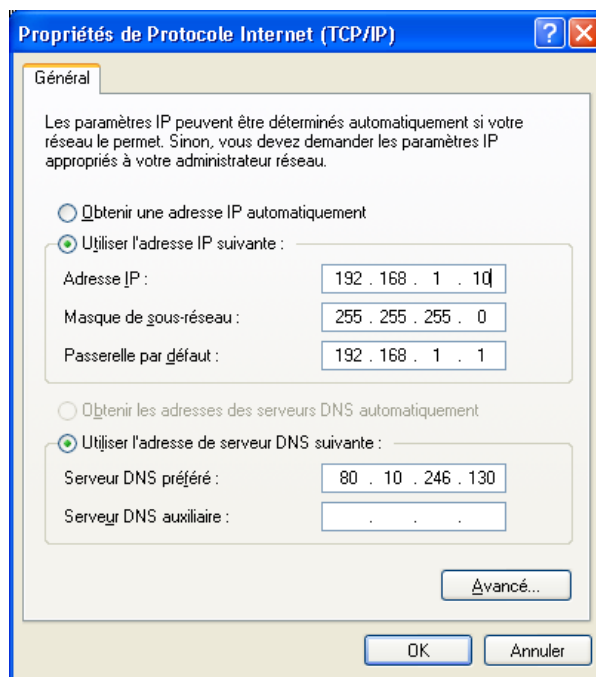 Propriétés de Protocole Internet (TCP/IP)
Général
Les paramètres IP peuvent être déterminés automatiquement si votre
réseau le permet. Sinon, vous devez demander les paramètres IP
appropriés à votre administrateur réseau.
Obtenir une adresse IP automatiquement
Utiliser l'adresse IP suivante :
Adresse IP : 192 . 168 . 1 . 10
Masque de sous-réseau : 255 . 255 . 255 . 0
Passerelle par défaut : 192 . 168 . 1 . 1
Obtenir les adresses des serveurs DNS automatiquement
Utiliser l'adresse de serveur DNS suivante :
Serveur DNS préféré : 80 . 10 . 246 . 130
Serveur DNS auxiliaire : . . .
Avancé...
OK Annuler